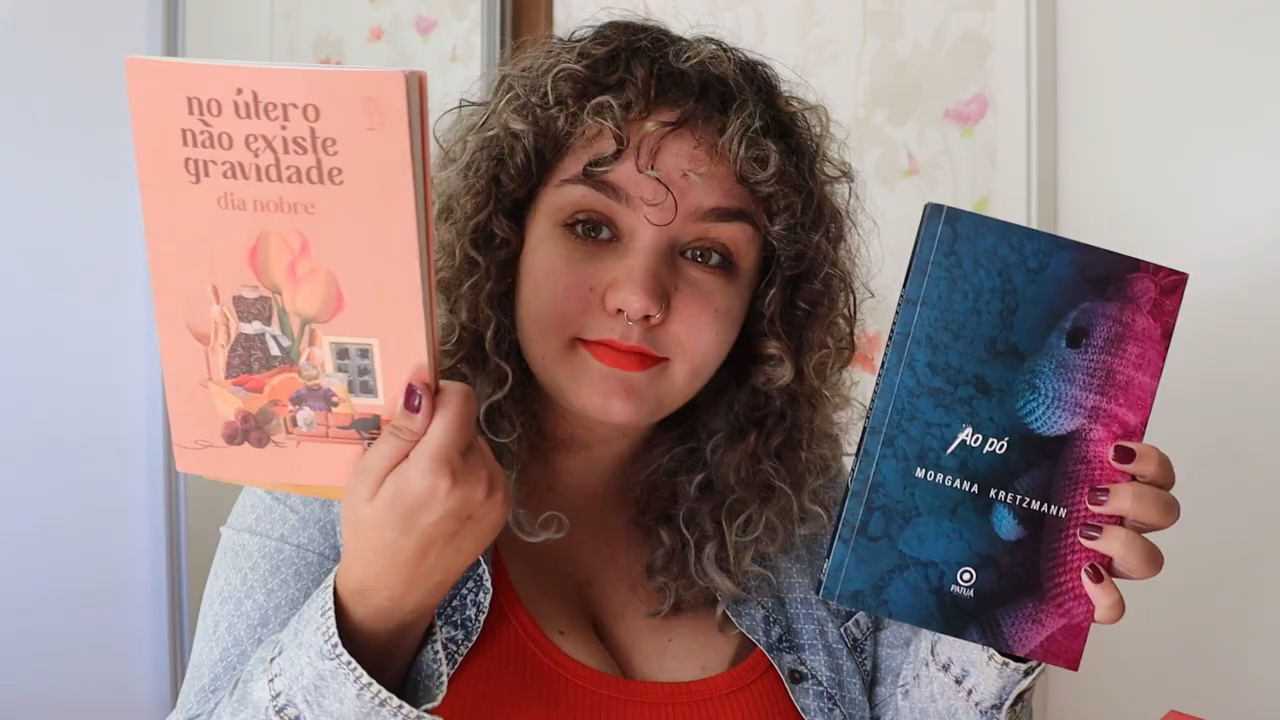 no útero
não existe
gravidade
dia nobre
Ao pó
MORGANA KRETZMANN
PATUÁ